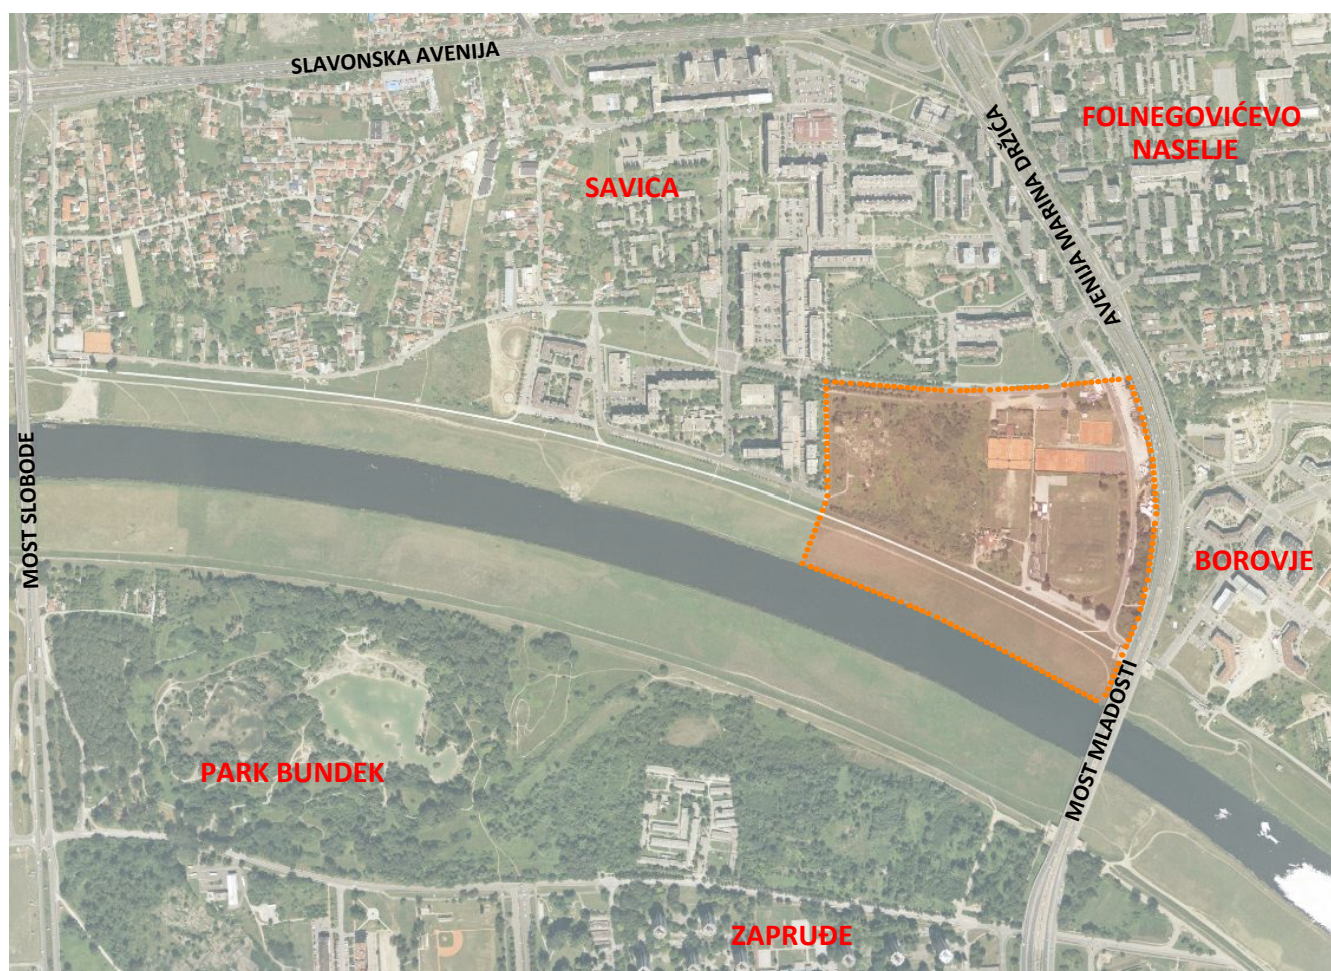 SLAVONSKA AVENIJA
FOLNEGOVIĆEVO
NASELJE
AVENIJA MARINA DRŽIĆA
SAVICA
MOST SLOBODE
BOROVJE
PARK BUNDEK
MOST MLADOSTI
ZAPRUĐE